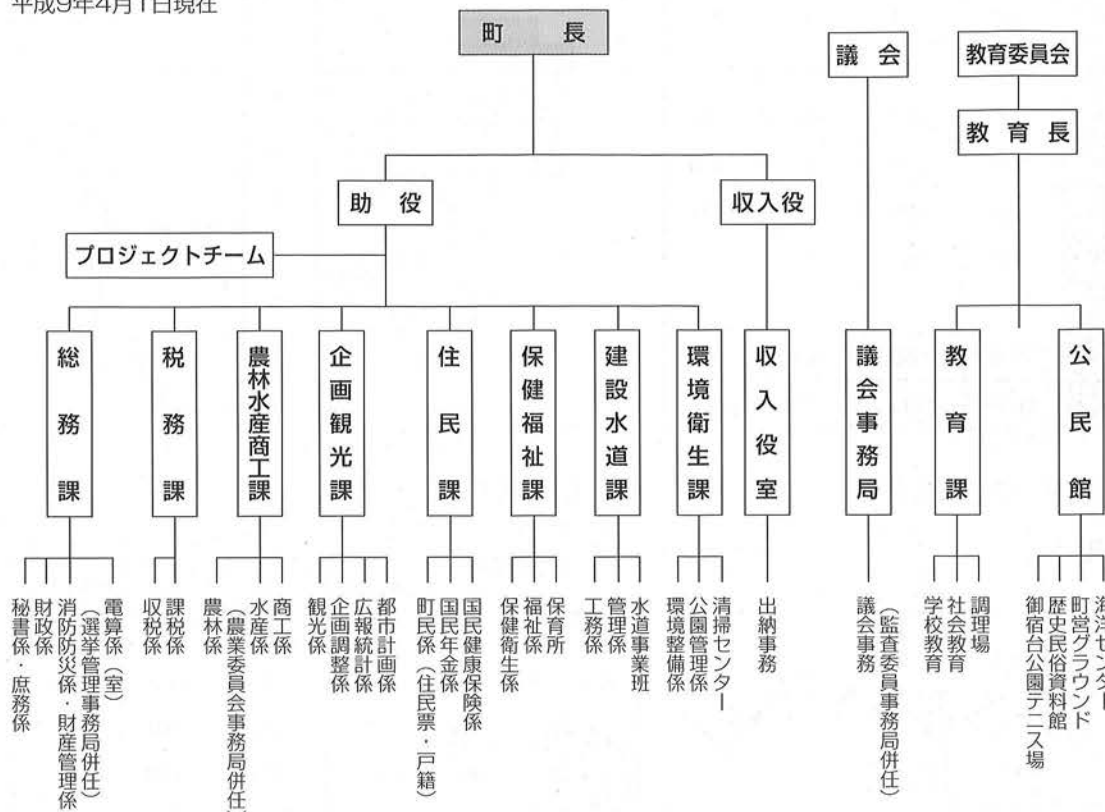 平成9年4月1日現在
町長
議会
教育委員会
教育長
助役
収入役
プロジェクトチーム
総務課
税務課
農林水産商工課
企画観光課
住民課
保健福祉課
建設水道課
環境衛生課
収入役室
議会事務局
教育課
公民館
秘書係・庶務係
財政係
消防防災係・財産管理係
（選挙管理事務局併任）
電算係（室）
収税係
課税係
農林係
（農業委員会事務局併任）
水産係
商工係
観光係
企画調整係
広報統計係
都市計画係
町民係（住民票・戸籍）
国民年金係
国民健康保険係
保健衛生係
福祉係
保育所
工務係
管理係
水道事業班
環境整備係
公園管理係
清掃センター
出納事務
議会事務
（監査委員事務局併任）
学校教育
社会教育
調理場
御宿台公園テニス場
歴史民俗資料館
町営グラウンド
海洋センター